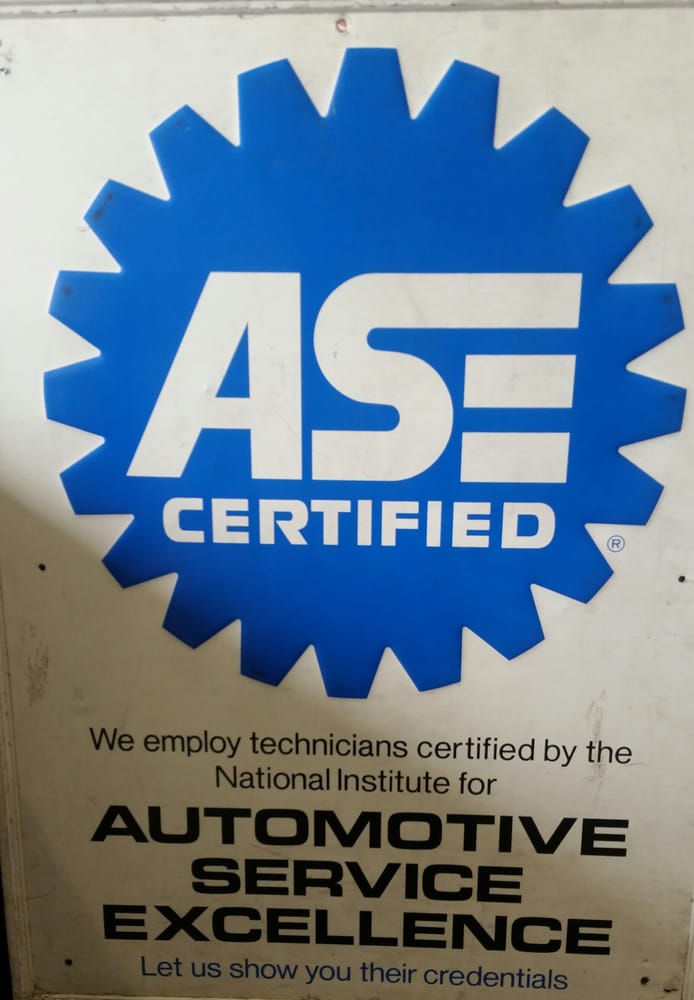 ASE
CERTIFIED
®
We employ technicians certified by the
National Institute for
AUTOMOTIVE
SERVICE
EXCELLENCE
Let us show you their credentials